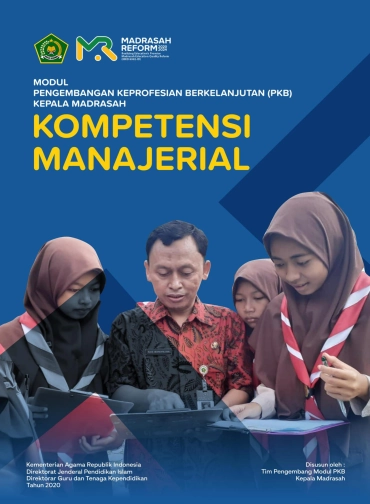 MADRASAH
REFORM
MODUL
PENGEMBANGAN KEPROFESIAN BERKELANJUTAN (PKB)
KEPALA MADRASAH
KOMPETENSI
MANAJERIAL
Kementerian Agama Republik Indonesia
Direktorat Jenderal Pendidikan Islam
Direktorar Guru dan Tenaga Kependidikan
Tahun 2020
Disusun oleh :
Tim Pengembang Modul PKB
Kepala Madrasah